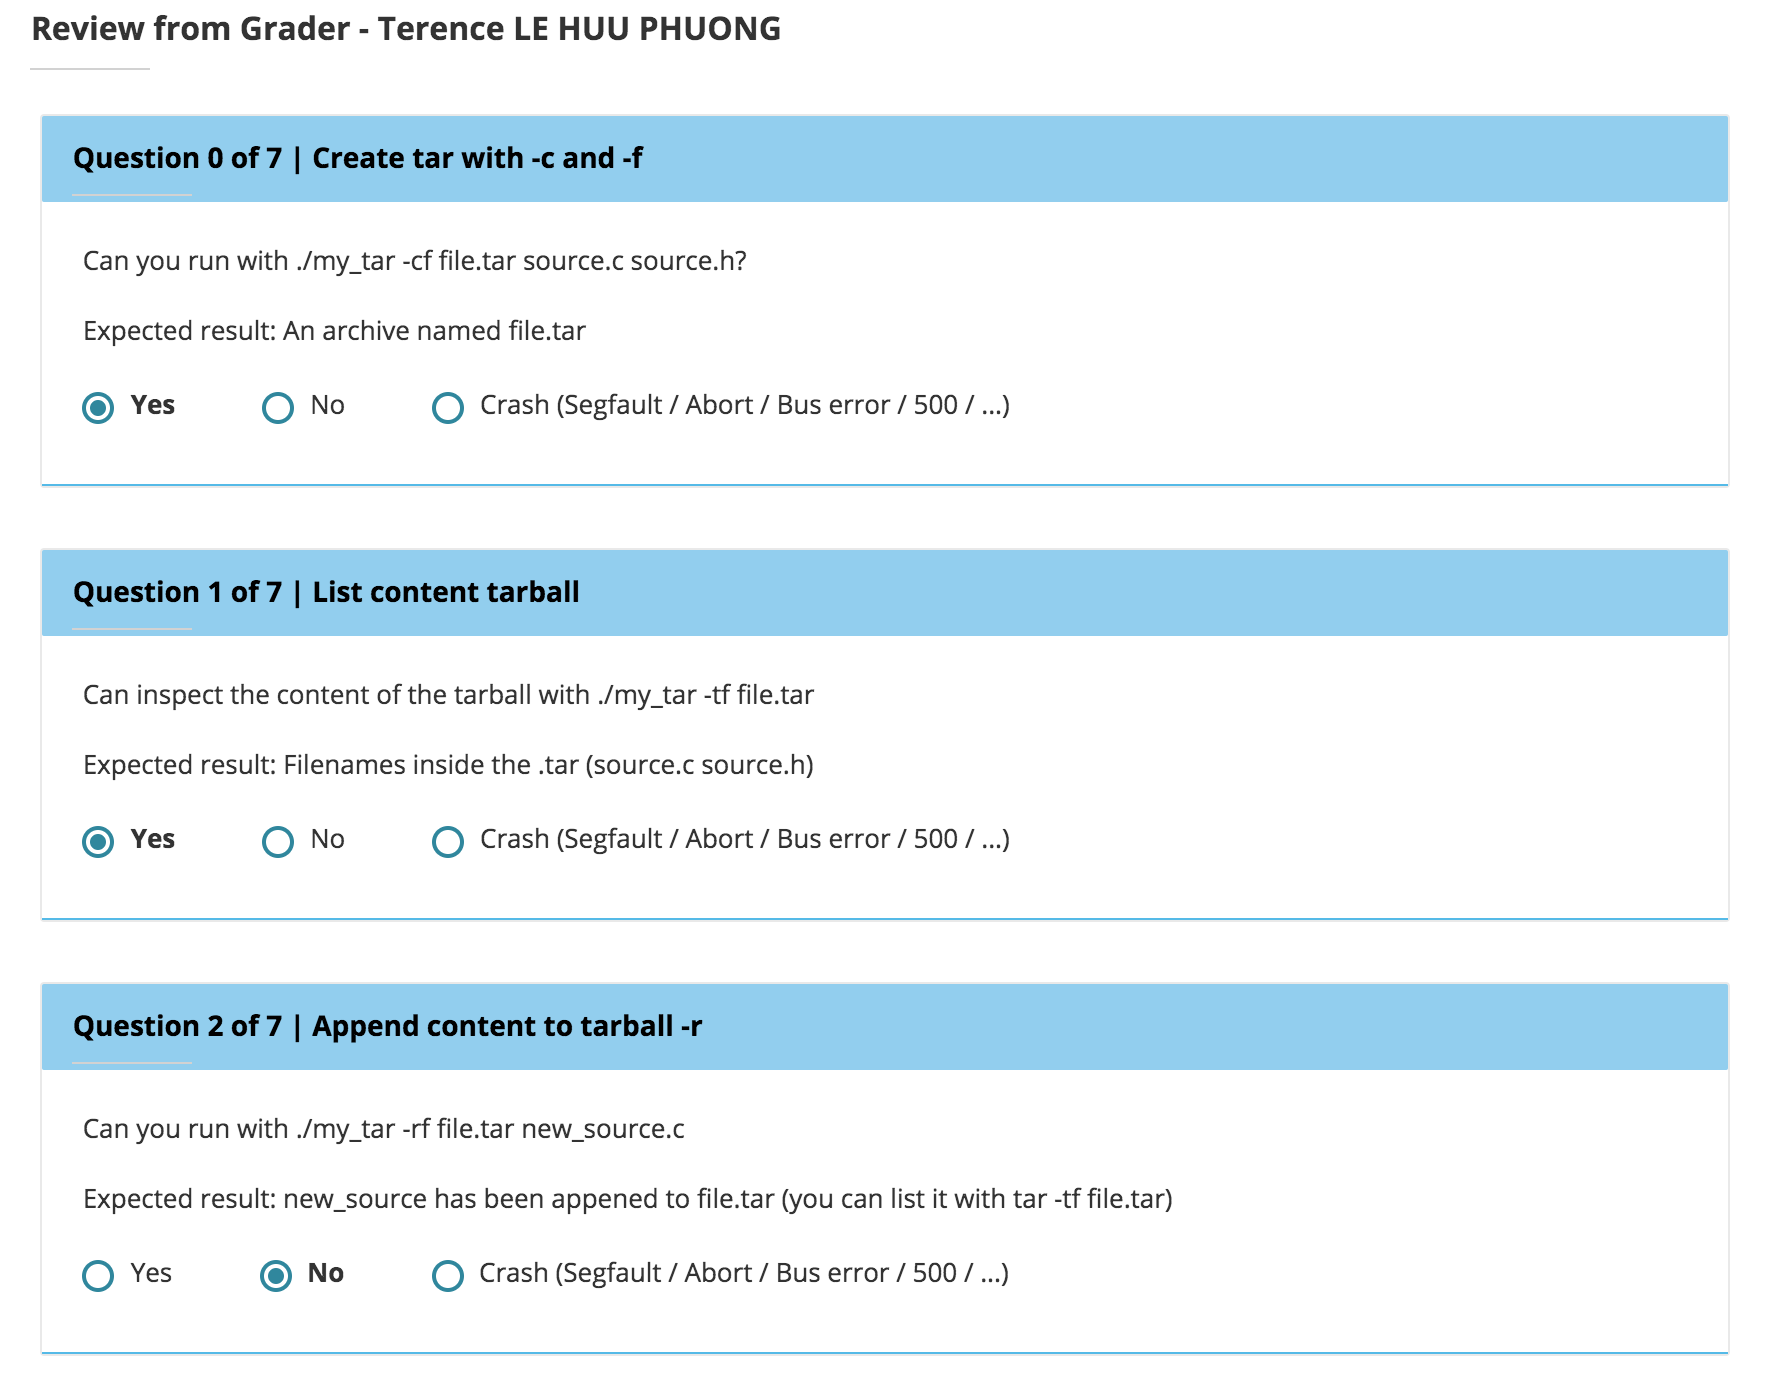 Review from Grader - Terence LE HUU PHUONG
Question 0 of 7 | Create tar with -c and -f
Can you run with ./my_tar -cf file.tar source.c source.h?
Expected result: An archive named file.tar
Yes No Crash (Segfault / Abort / Bus error / 500 / ...)
Question 1 of 7 | List content tarball
Can inspect the content of the tarball with ./my_tar -tf file.tar
Expected result: Filenames inside the .tar (source.c source.h)
Yes No Crash (Segfault / Abort / Bus error / 500 / ...)
Question 2 of 7 | Append content to tarball -r
Can you run with ./my_tar -rf file.tar new_source.c
Expected result: new_source has been appened to file.tar (you can list it with tar -tf file.tar)
Yes No Crash (Segfault / Abort / Bus error / 500 / ...)